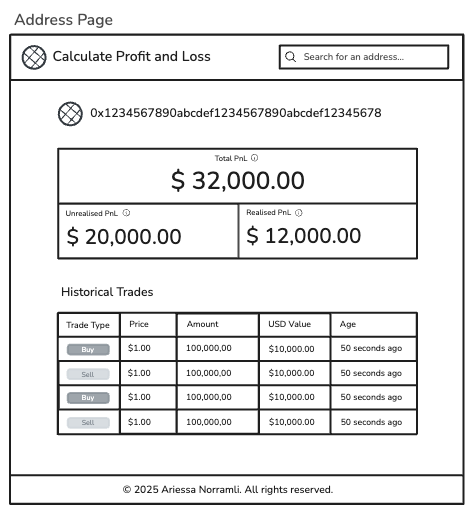 Address Page
Calculate Profit and Loss
Search for an address...
0x1234567890abcdef1234567890abcdef12345678
Total PnL
$ 32,000.00
Unrealised PnL
$ 20,000.00
Realised PnL
$ 12,000.00
Historical Trades
Trade Type Price Amount USD Value Age
Buy $1.00 100,000,00 $10,000.00 50 seconds ago
Sell $1.00 100,000,00 $10,000.00 50 seconds ago
Buy $1.00 100,000,00 $10,000.00 50 seconds ago
Sell $1.00 100,000,00 $10,000.00 50 seconds ago
© 2025 Ariessa Norramli. All rights reserved.